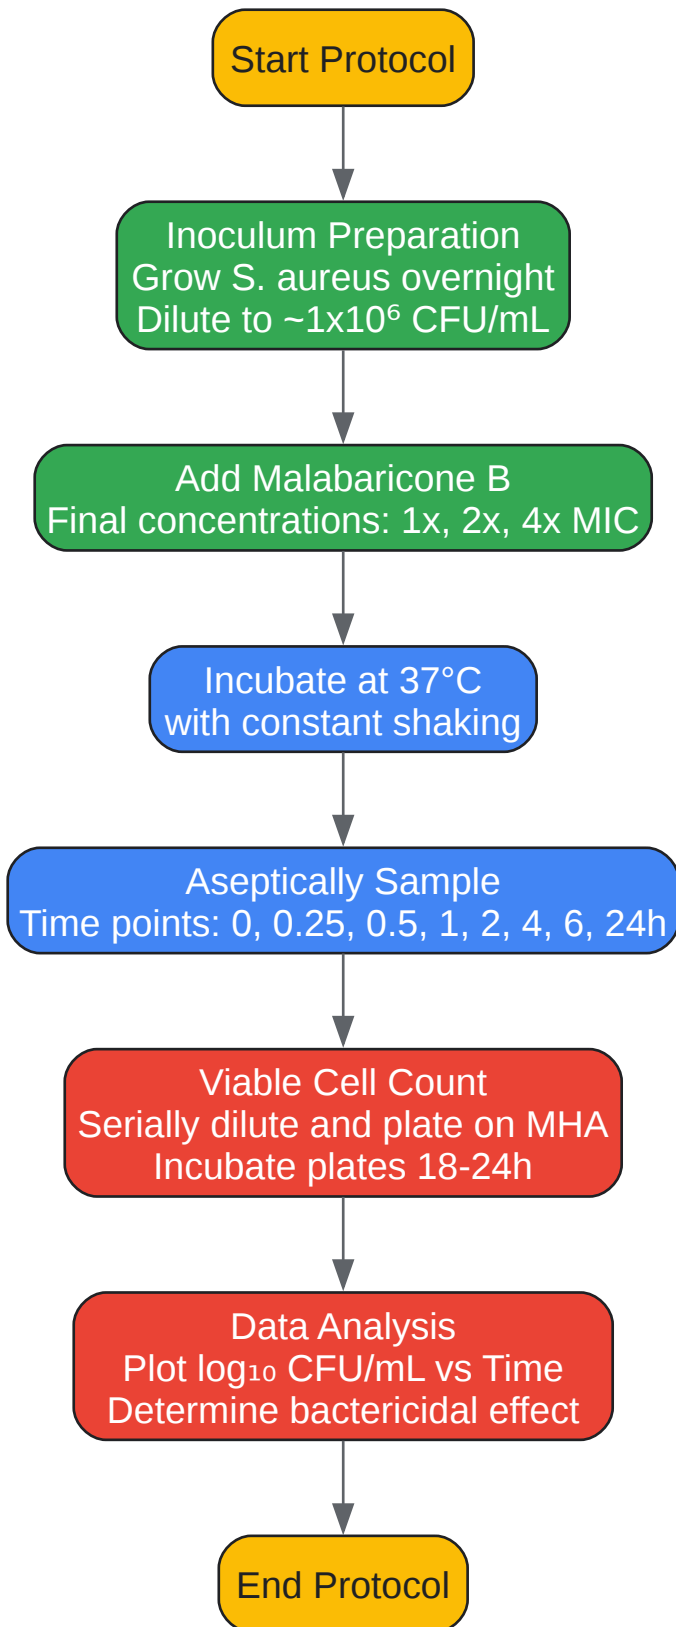 Start Protocol
Inoculum Preparation
Grow S. aureus overnight
Dilute to ~1x10⁶ CFU/mL
Add Malabaricone B
Final concentrations: 1x, 2x, 4x MIC
Incubate at 37°C
with constant shaking
Aseptically Sample
Time points: 0, 0.25, 0.5, 1, 2, 4, 6, 24h
Viable Cell Count
Serially dilute and plate on MHA
Incubate plates 18-24h
Data Analysis
Plot log₁₀ CFU/mL vs Time
Determine bactericidal effect
End Protocol